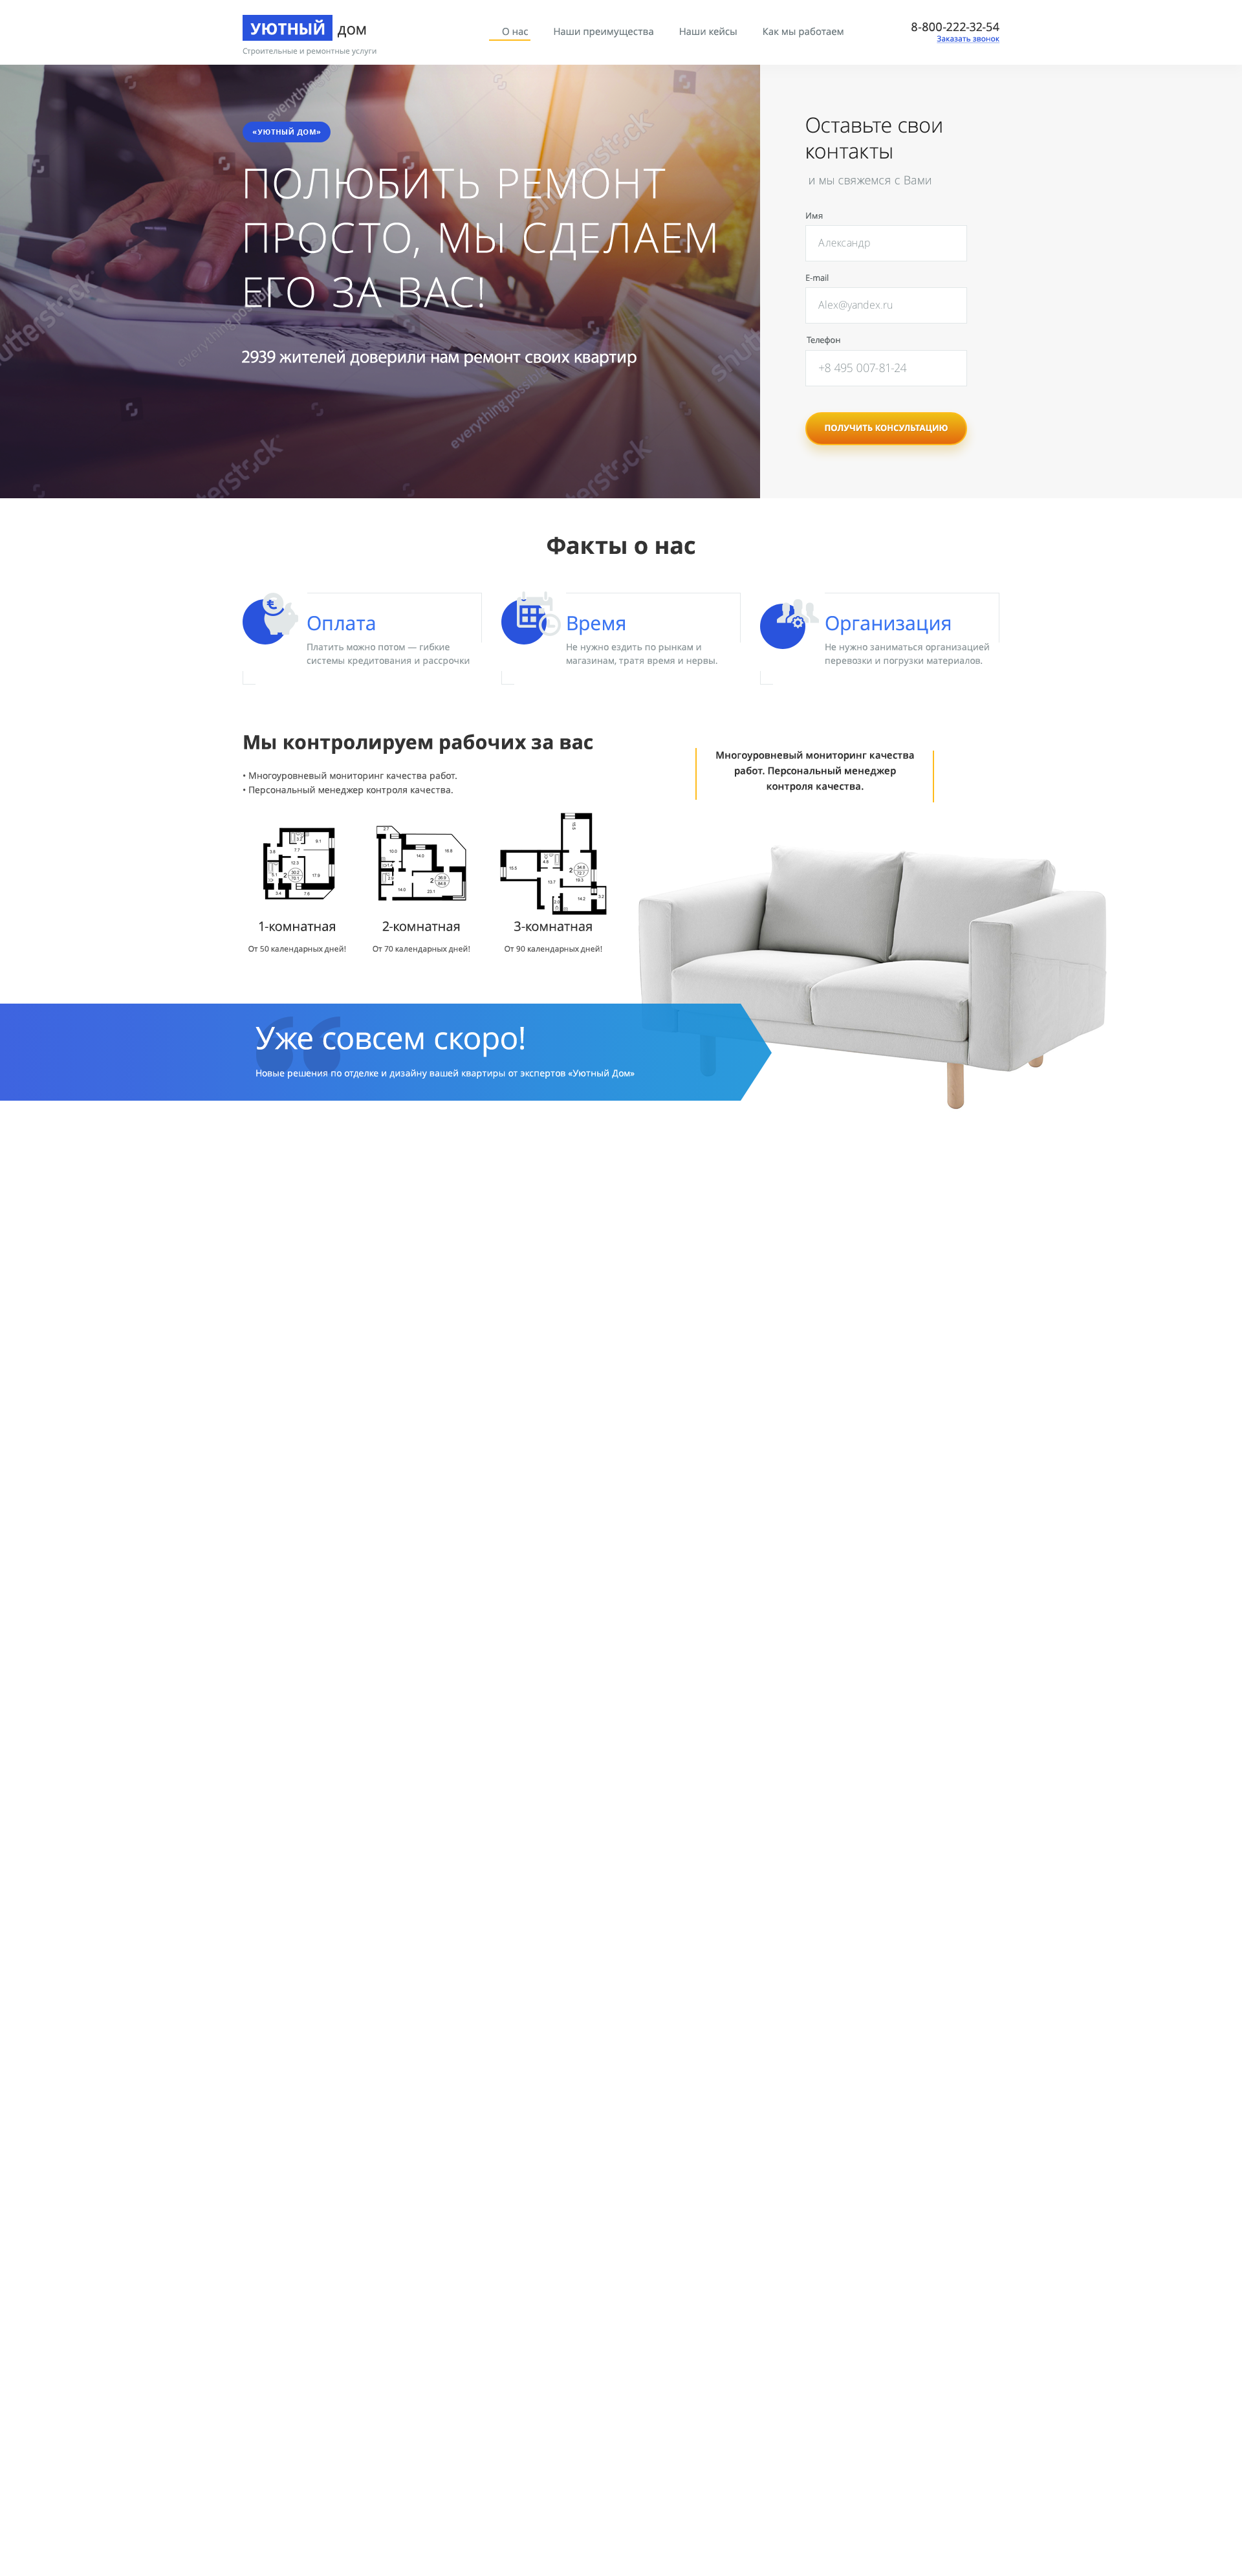 УЮТНЫЙ дом
Строительные и ремонтные услуги
О нас
Наши преимущества
Наши кейсы
Как мы работаем
8-800-222-32-54
Заказать звонок
«УЮТНЫЙ ДОМ»
ПОЛЮБИТЬ РЕМОНТ
ПРОСТО, МЫ СДЕЛАЕМ
ЕГО ЗА ВАС!
2939 жителей доверили нам ремонт своих квартир
shutterstock
everything possible
Оставьте свои
контакты
и мы свяжемся с Вами
Имя
Александр
E-mail
Alex@yandex.ru
Телефон
+8 495 007-81-24
ПОЛУЧИТЬ КОНСУЛЬТАЦИЮ
Факты о нас
Оплата
Платить можно потом — гибкие
системы кредитования и рассрочки
Время
Не нужно ездить по рынкам и
магазинам, тратя время и нервы.
Организация
Не нужно заниматься организацией
перевозки и погрузки материалов.
Мы контролируем рабочих за вас
• Многоуровневый мониторинг качества работ.
• Персональный менеджер контроля качества.
Многоуровневый мониторинг качества
работ. Персональный менеджер
контроля качества.
1-комнатная
От 50 календарных дней!
2-комнатная
От 70 календарных дней!
3-комнатная
От 90 календарных дней!
Уже совсем скоро!
Новые решения по отделке и дизайну вашей квартиры от экспертов «Уютный Дом»